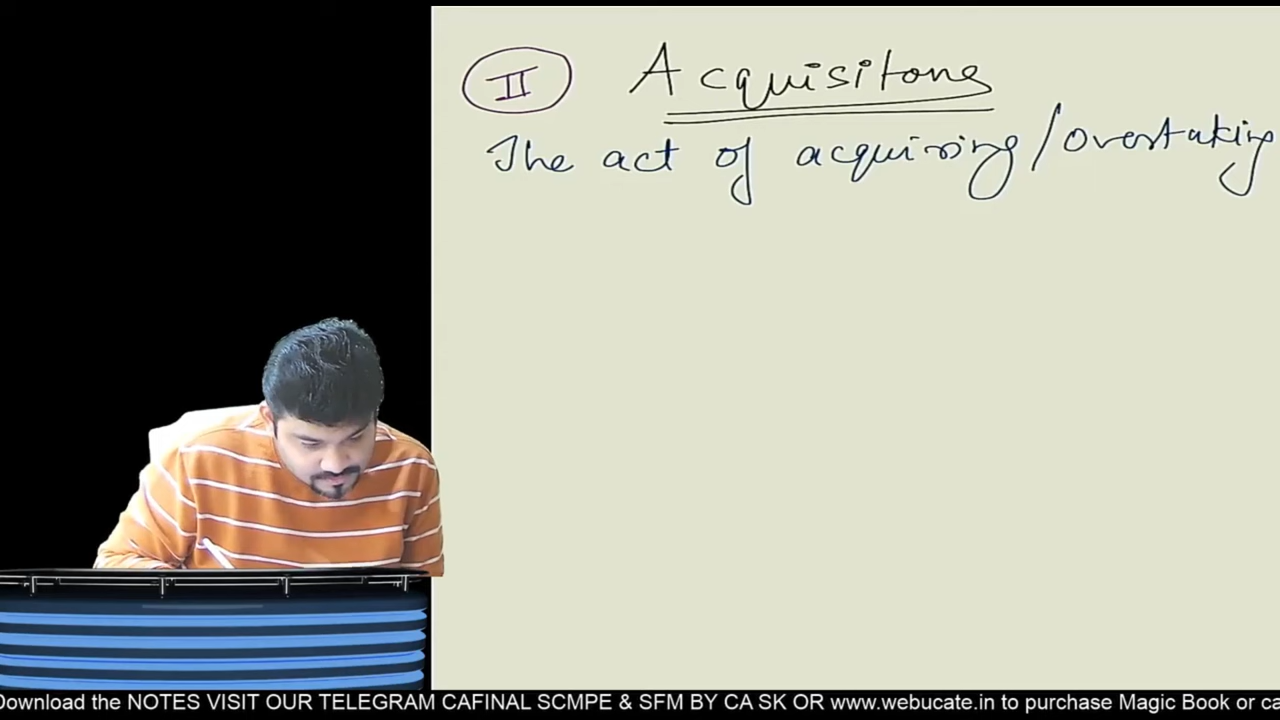 II Acquisitons
The act of acquiring/overtaking
Download the NOTES VISIT OUR TELEGRAM CAFINAL SCMPE & SFM BY CA SK OR www.webucate.in to purchase Magic Book or ca